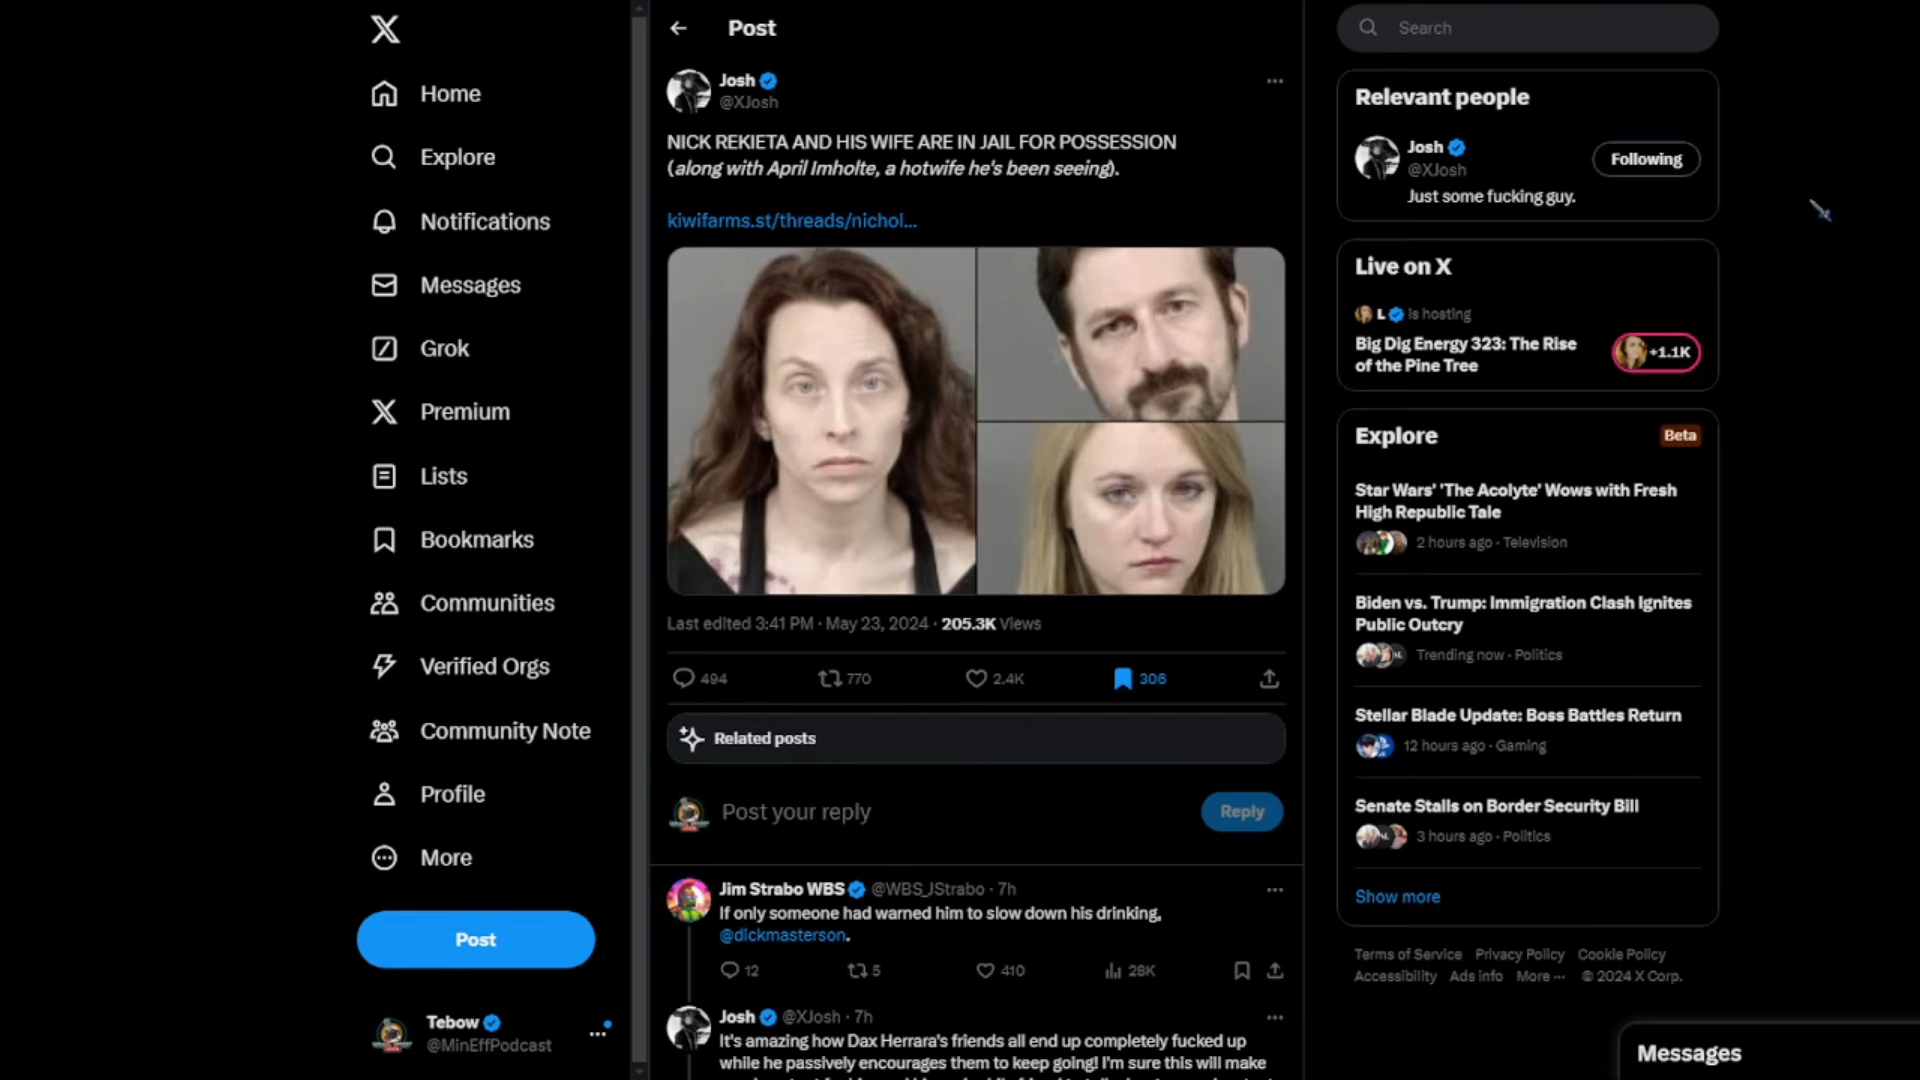 Home
Explore
Notifications
Messages
Grok
Premium
Lists
Bookmarks
Communities
Verified Orgs
Community Note
Profile
More
Post
Tebow
@MinEffPodcast
Post
Josh
@XJosh
NICK REKIETA AND HIS WIFE ARE IN JAIL FOR POSSESSION
(along with April Imholte, a hotwife he's been seeing).
kiwifarms.st/threads/nichol...
Last edited 3:41 PM · May 23, 2024 · 205.3K Views
494 770 2.4K 306
Related posts
Post your reply
Reply
Jim Strabo WBS @WBS_JStrabo · 7h
If only someone had warned him to slow down his drinking,
@dickmasterson.
12 5 410 28K
Josh @XJosh · 7h
It's amazing how Dax Herrara's friends all end up completely fucked up
while he passively encourages them to keep going! I'm sure this will make
Search
Relevant people
Josh
@XJosh
Following
Just some fucking guy.
Live on X
L is hosting
Big Dig Energy 323: The Rise
of the Pine Tree
+1.1K
Explore
Beta
Star Wars' 'The Acolyte' Wows with Fresh
High Republic Tale
2 hours ago · Television
Biden vs. Trump: Immigration Clash Ignites
Public Outcry
Trending now · Politics
Stellar Blade Update: Boss Battles Return
12 hours ago · Gaming
Senate Stalls on Border Security Bill
3 hours ago · Politics
Show more
Terms of Service Privacy Policy Cookie Policy
Accessibility Ads info More ··· © 2024 X Corp.
Messages